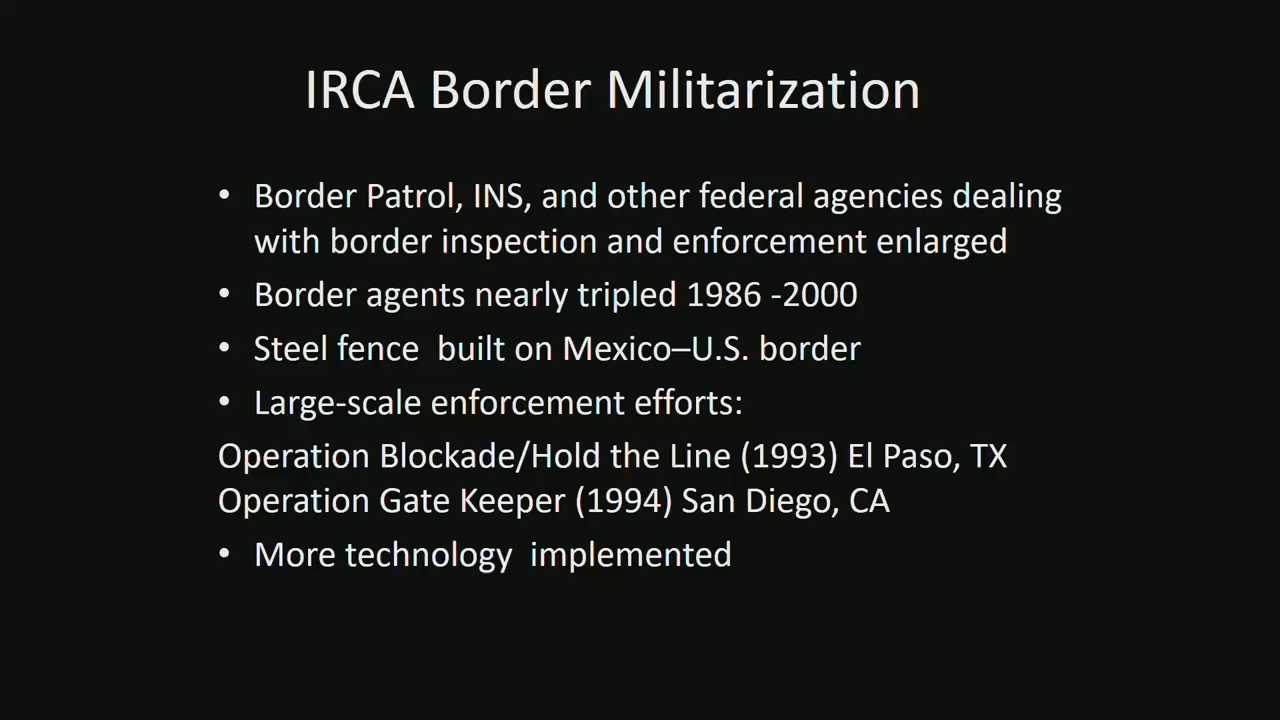 IRCA Border Militarization
• Border Patrol, INS, and other federal agencies dealing
with border inspection and enforcement enlarged
• Border agents nearly tripled 1986 -2000
• Steel fence  built on Mexico–U.S. border
• Large-scale enforcement efforts:
Operation Blockade/Hold the Line (1993) El Paso, TX
Operation Gate Keeper (1994) San Diego, CA
• More technology  implemented